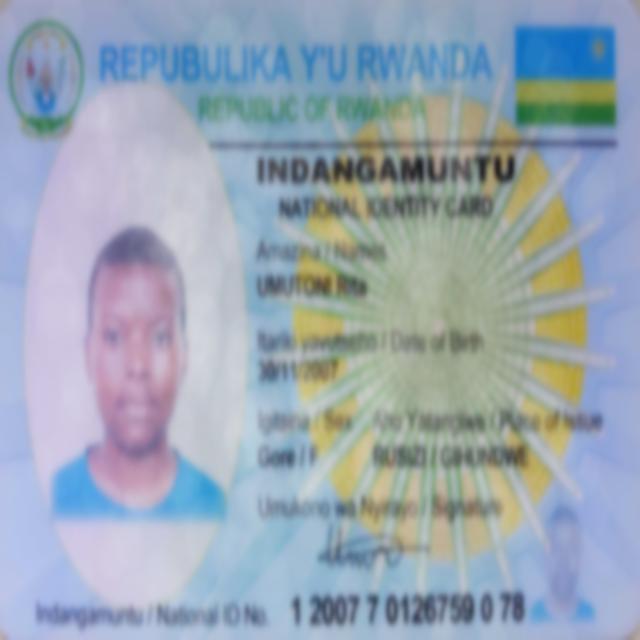 REPUBULIKA Y'U RWANDA
REPUBLIC OF RWANDA
INDANGAMUNTU
NATIONAL IDENTITY CARD
Amazina / Names
UMUTONI Rita
Itariki yavutseho / Date of Birth
30/11/2007
Igitsina / Sex Aho Yatangiwe / Place of Issue
Gore / F RUSIZI / GIHUNDWE
Umukono wa Nyirayo / Signature
Indangamuntu / National ID No. 1 2007 7 0126759 0 78